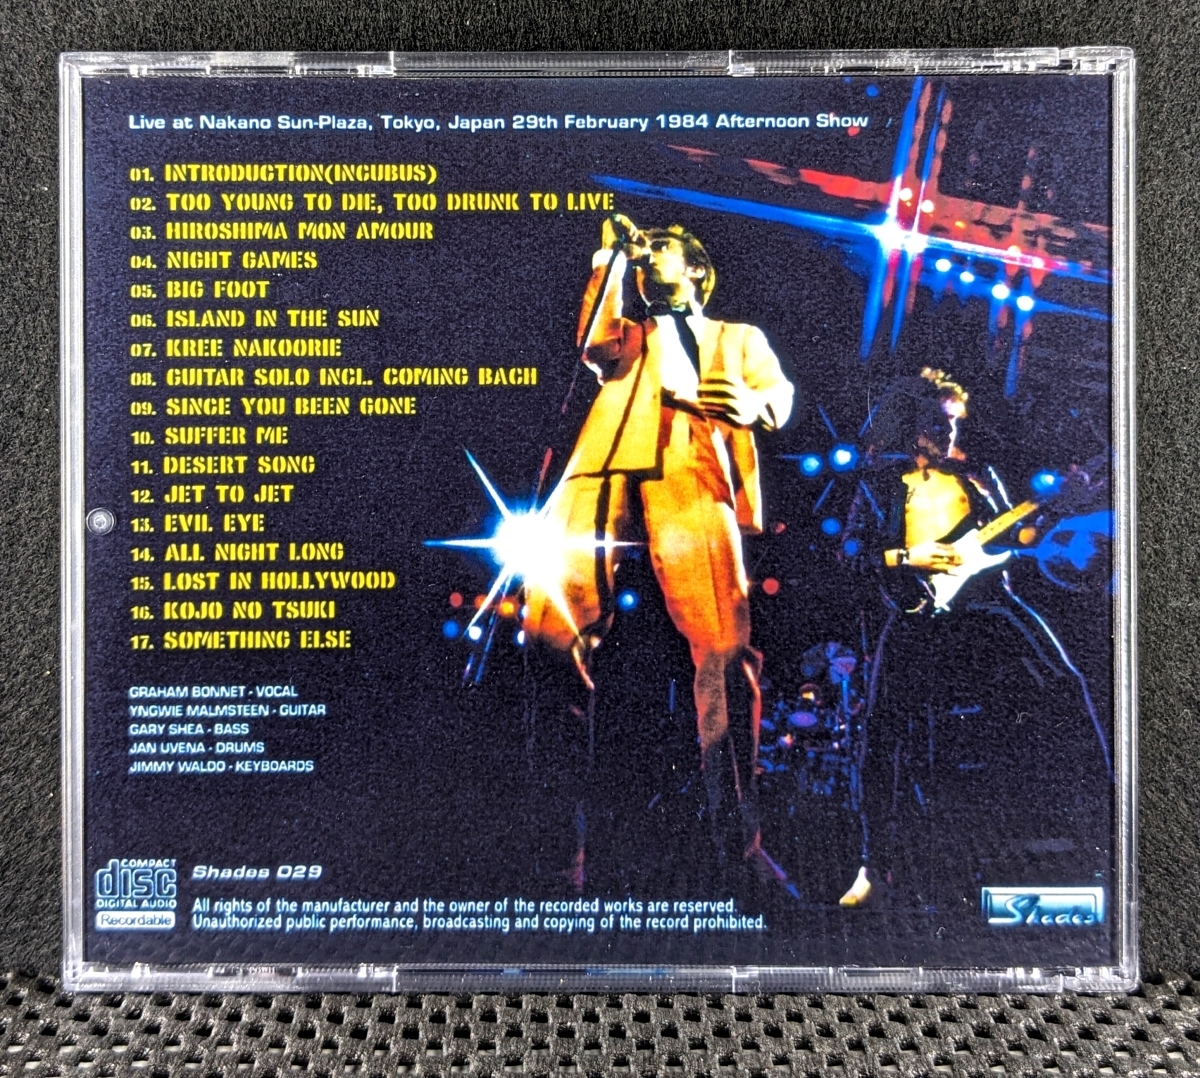 Live at Nakano Sun-Plaza, Tokyo, Japan 29th February 1984 Afternoon Show
01. INTRODUCTION(INCUBUS)
02. TOO YOUNG TO DIE, TOO DRUNK TO LIVE
03. HIROSHIMA MON AMOUR
04. NIGHT GAMES
05. BIG FOOT
06. ISLAND IN THE SUN
07. KREE NAKOORIE
08. GUITAR SOLO INCL. COMING BACH
09. SINCE YOU BEEN GONE
10. SUFFER ME
11. DESERT SONG
12. JET TO JET
13. EVIL EYE
14. ALL NIGHT LONG
15. LOST IN HOLLYWOOD
16. KOJO NO TSUKI
17. SOMETHING ELSE
GRAHAM BONNET - VOCAL
YNGWIE MALMSTEEN - GUITAR
GARY SHEA - BASS
JAN UVENA - DRUMS
JIMMY WALDO - KEYBOARDS
COMPACT
disc
DIGITAL AUDIO
Recordable
Shades 029
All rights of the manufacturer and the owner of the recorded works are reserved.
Unauthorized public performance, broadcasting and copying of the record prohibited.
Shades